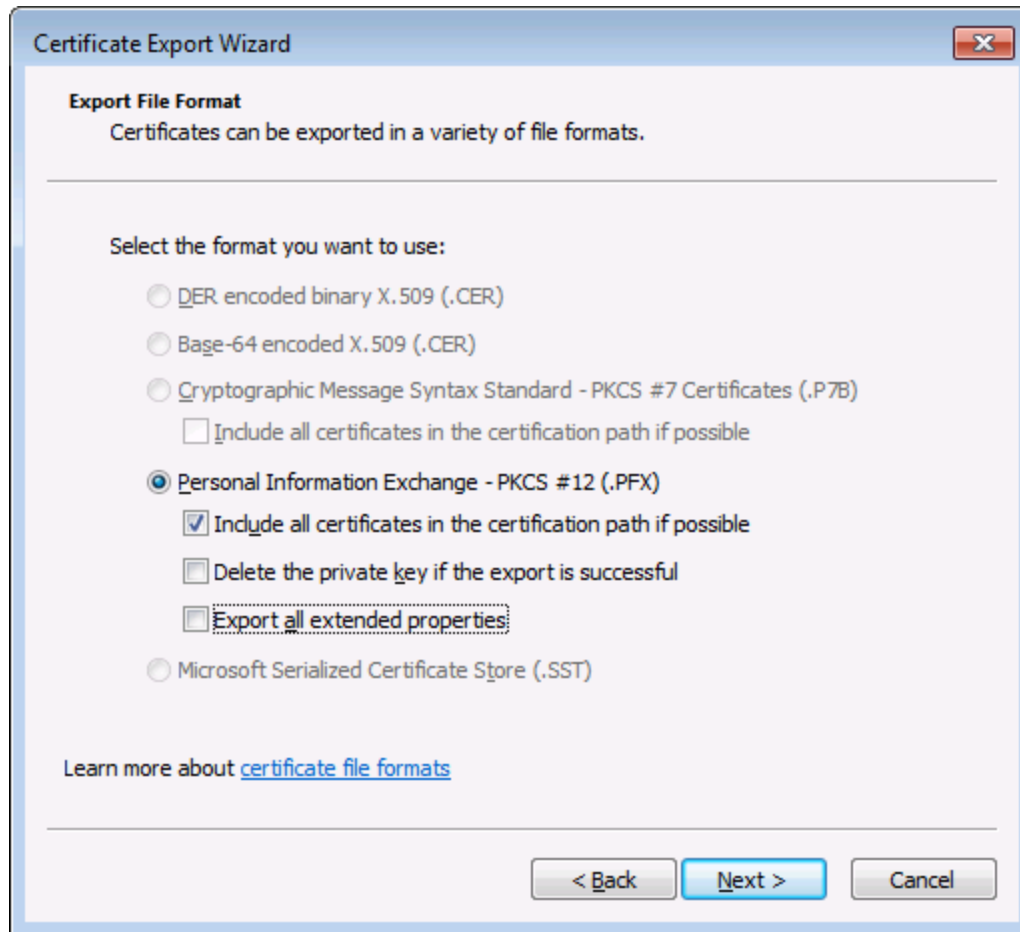 Certificate Export Wizard
Export File Format
Certificates can be exported in a variety of file formats.
Select the format you want to use:
DER encoded binary X.509 (.CER)
Base-64 encoded X.509 (.CER)
Cryptographic Message Syntax Standard - PKCS #7 Certificates (.P7B)
Include all certificates in the certification path if possible
Personal Information Exchange - PKCS #12 (.PFX)
Include all certificates in the certification path if possible
Delete the private key if the export is successful
Export all extended properties
Microsoft Serialized Certificate Store (.SST)
Learn more about certificate file formats
< Back Next > Cancel